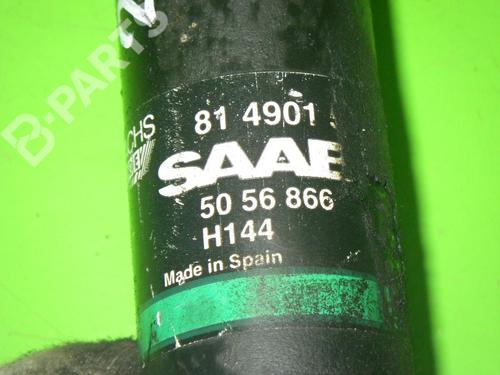 B-PARTS
CHS
81 4901
SAAB
50 56 866
H144
Made in Spain